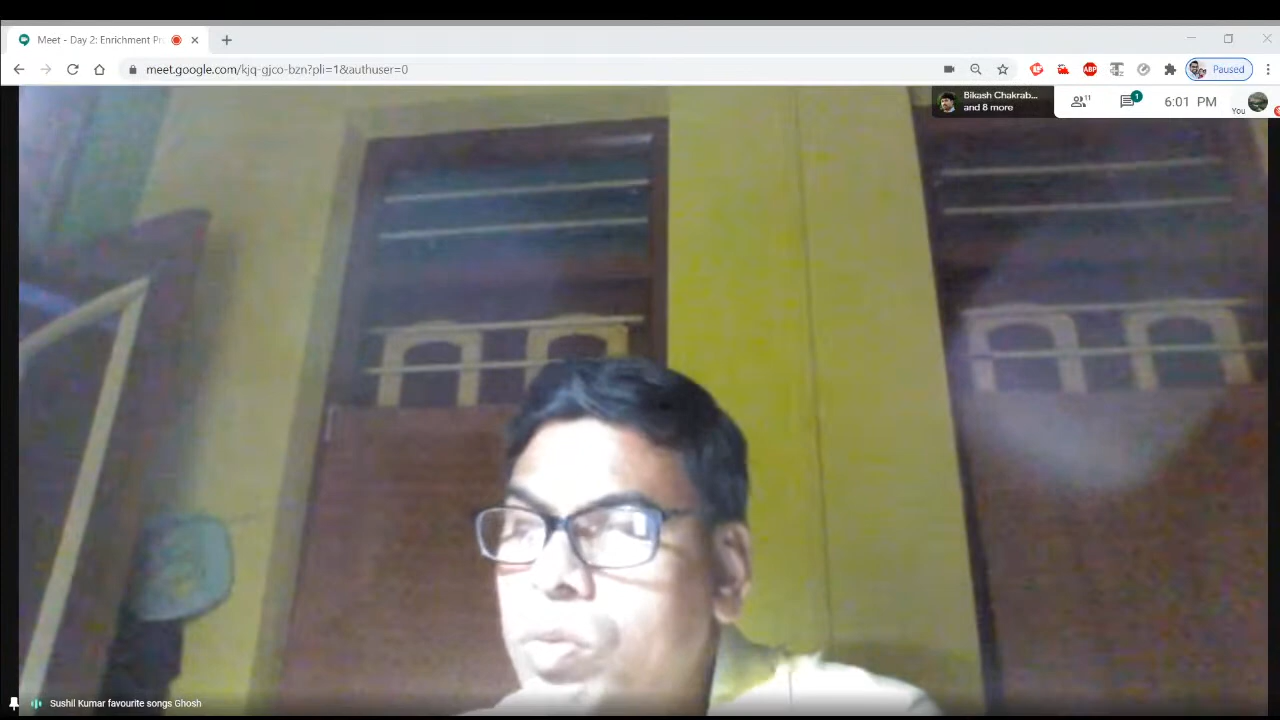 Meet - Day 2: Enrichment Pr
meet.google.com/kjq-gjco-bzn?pli=1&authuser=0
ABP
Paused
Bikash Chakrab...
and 8 more
11
1
6:01 PM
You
Sushil Kumar favourite songs Ghosh